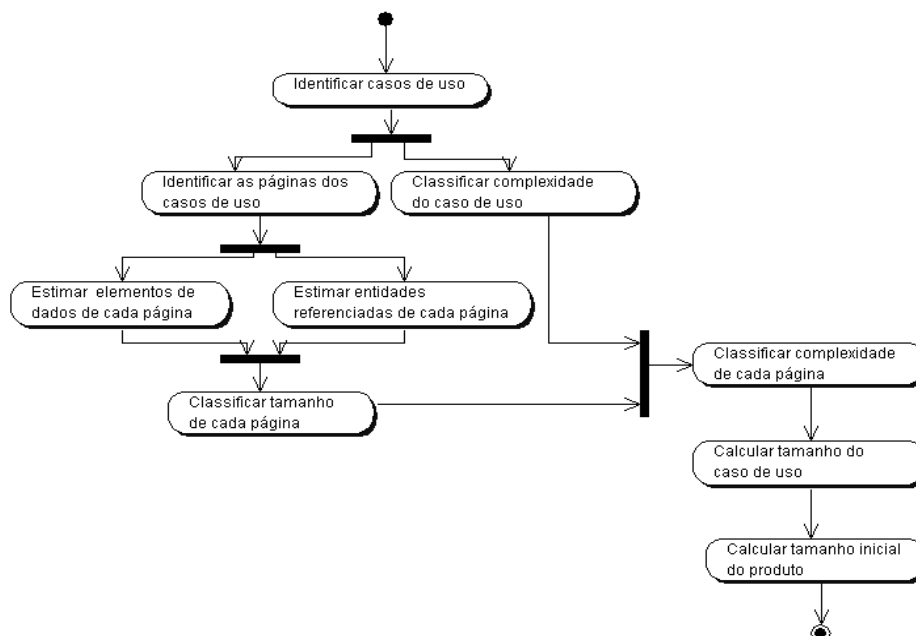 Identificar casos de uso
Identificar as páginas dos
casos de uso
Classificar complexidade
do caso de uso
Estimar elementos de
dados de cada página
Estimar entidades
referenciadas de cada página
Classificar tamanho
de cada página
Classificar complexidade
de cada página
Calcular tamanho do
caso de uso
Calcular tamanho inicial
do produto